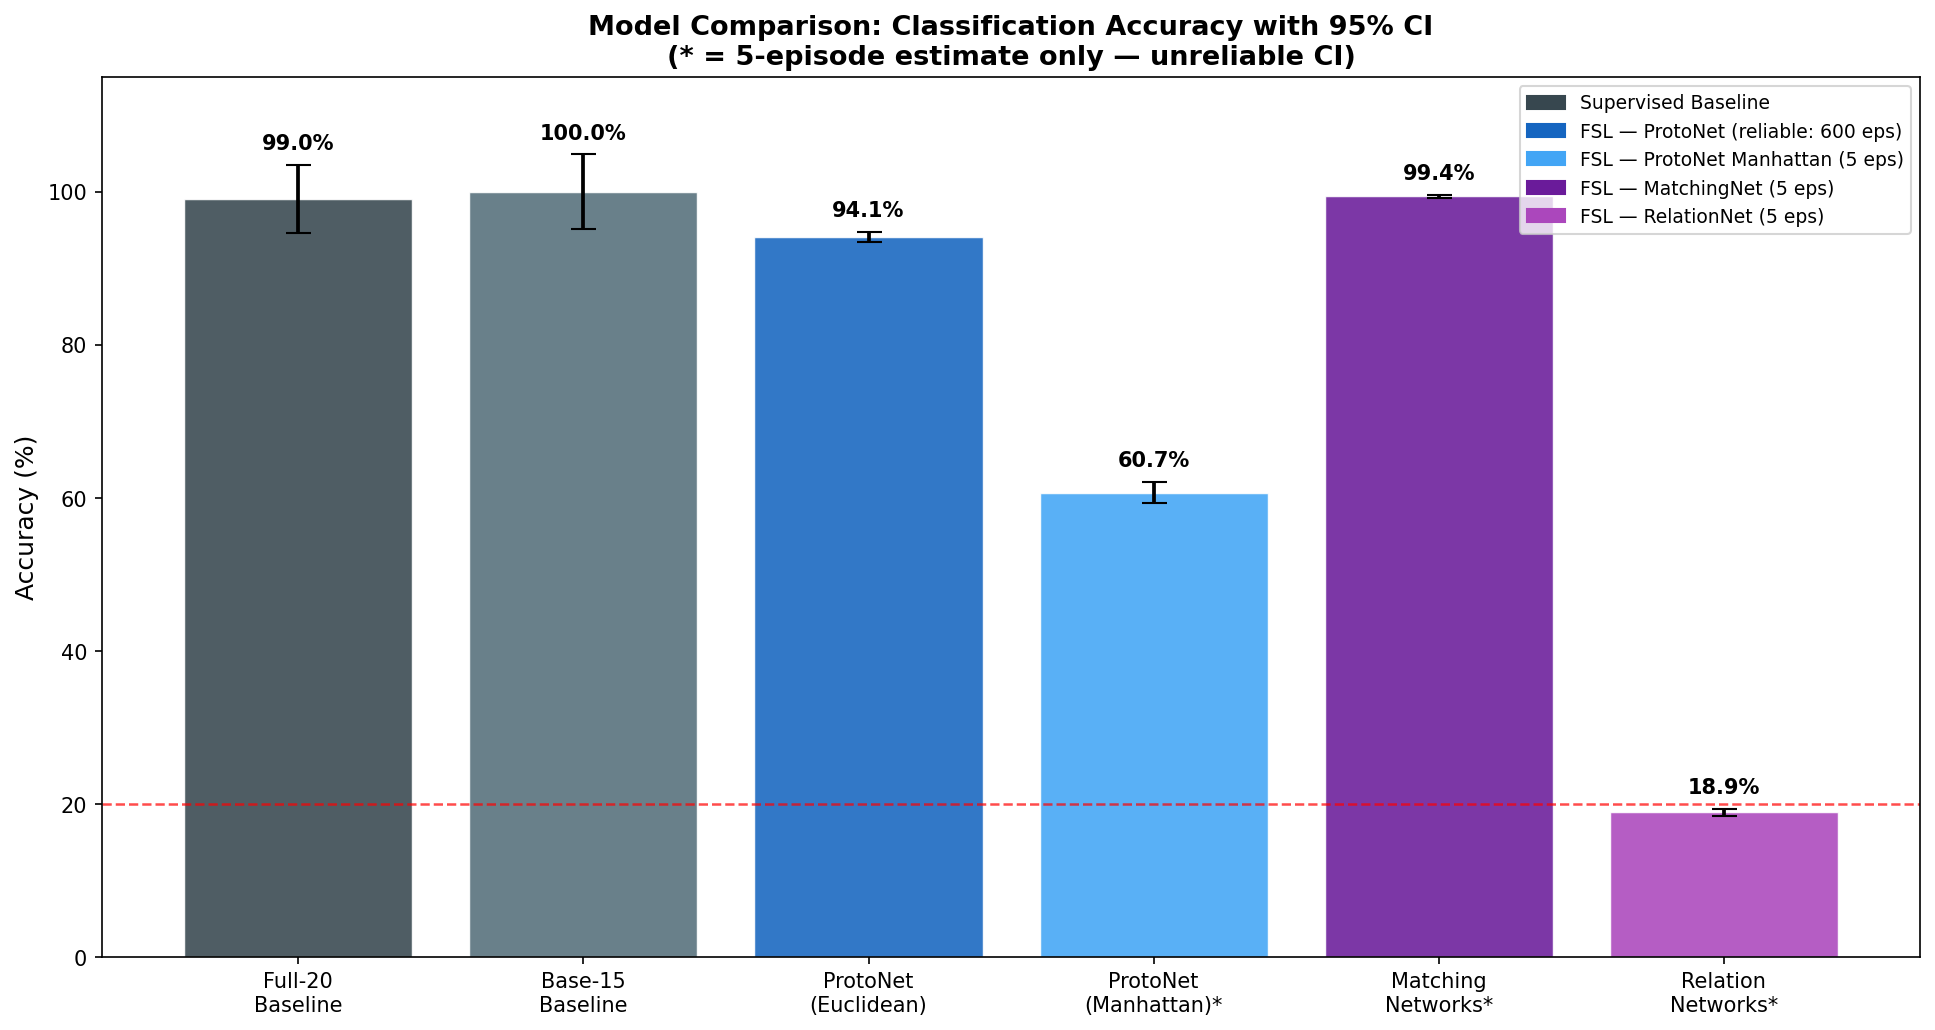 Model Comparison: Classification Accuracy with 95% CI
(* = 5-episode estimate only — unreliable CI)
Supervised Baseline
FSL — ProtoNet (reliable: 600 eps)
FSL — ProtoNet Manhattan (5 eps)
FSL — MatchingNet (5 eps)
FSL — RelationNet (5 eps)
99.0%
100.0%
94.1%
60.7%
99.4%
18.9%
Accuracy (%)
100
80
60
40
20
0
Full-20
Baseline
Base-15
Baseline
ProtoNet
(Euclidean)
ProtoNet
(Manhattan)*
Matching
Networks*
Relation
Networks*